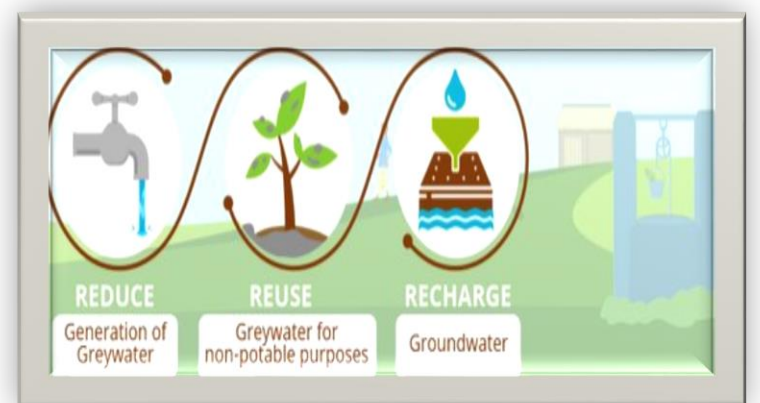 REDUCE
Generation of
Greywater
REUSE
Greywater for
non-potable purposes
RECHARGE
Groundwater